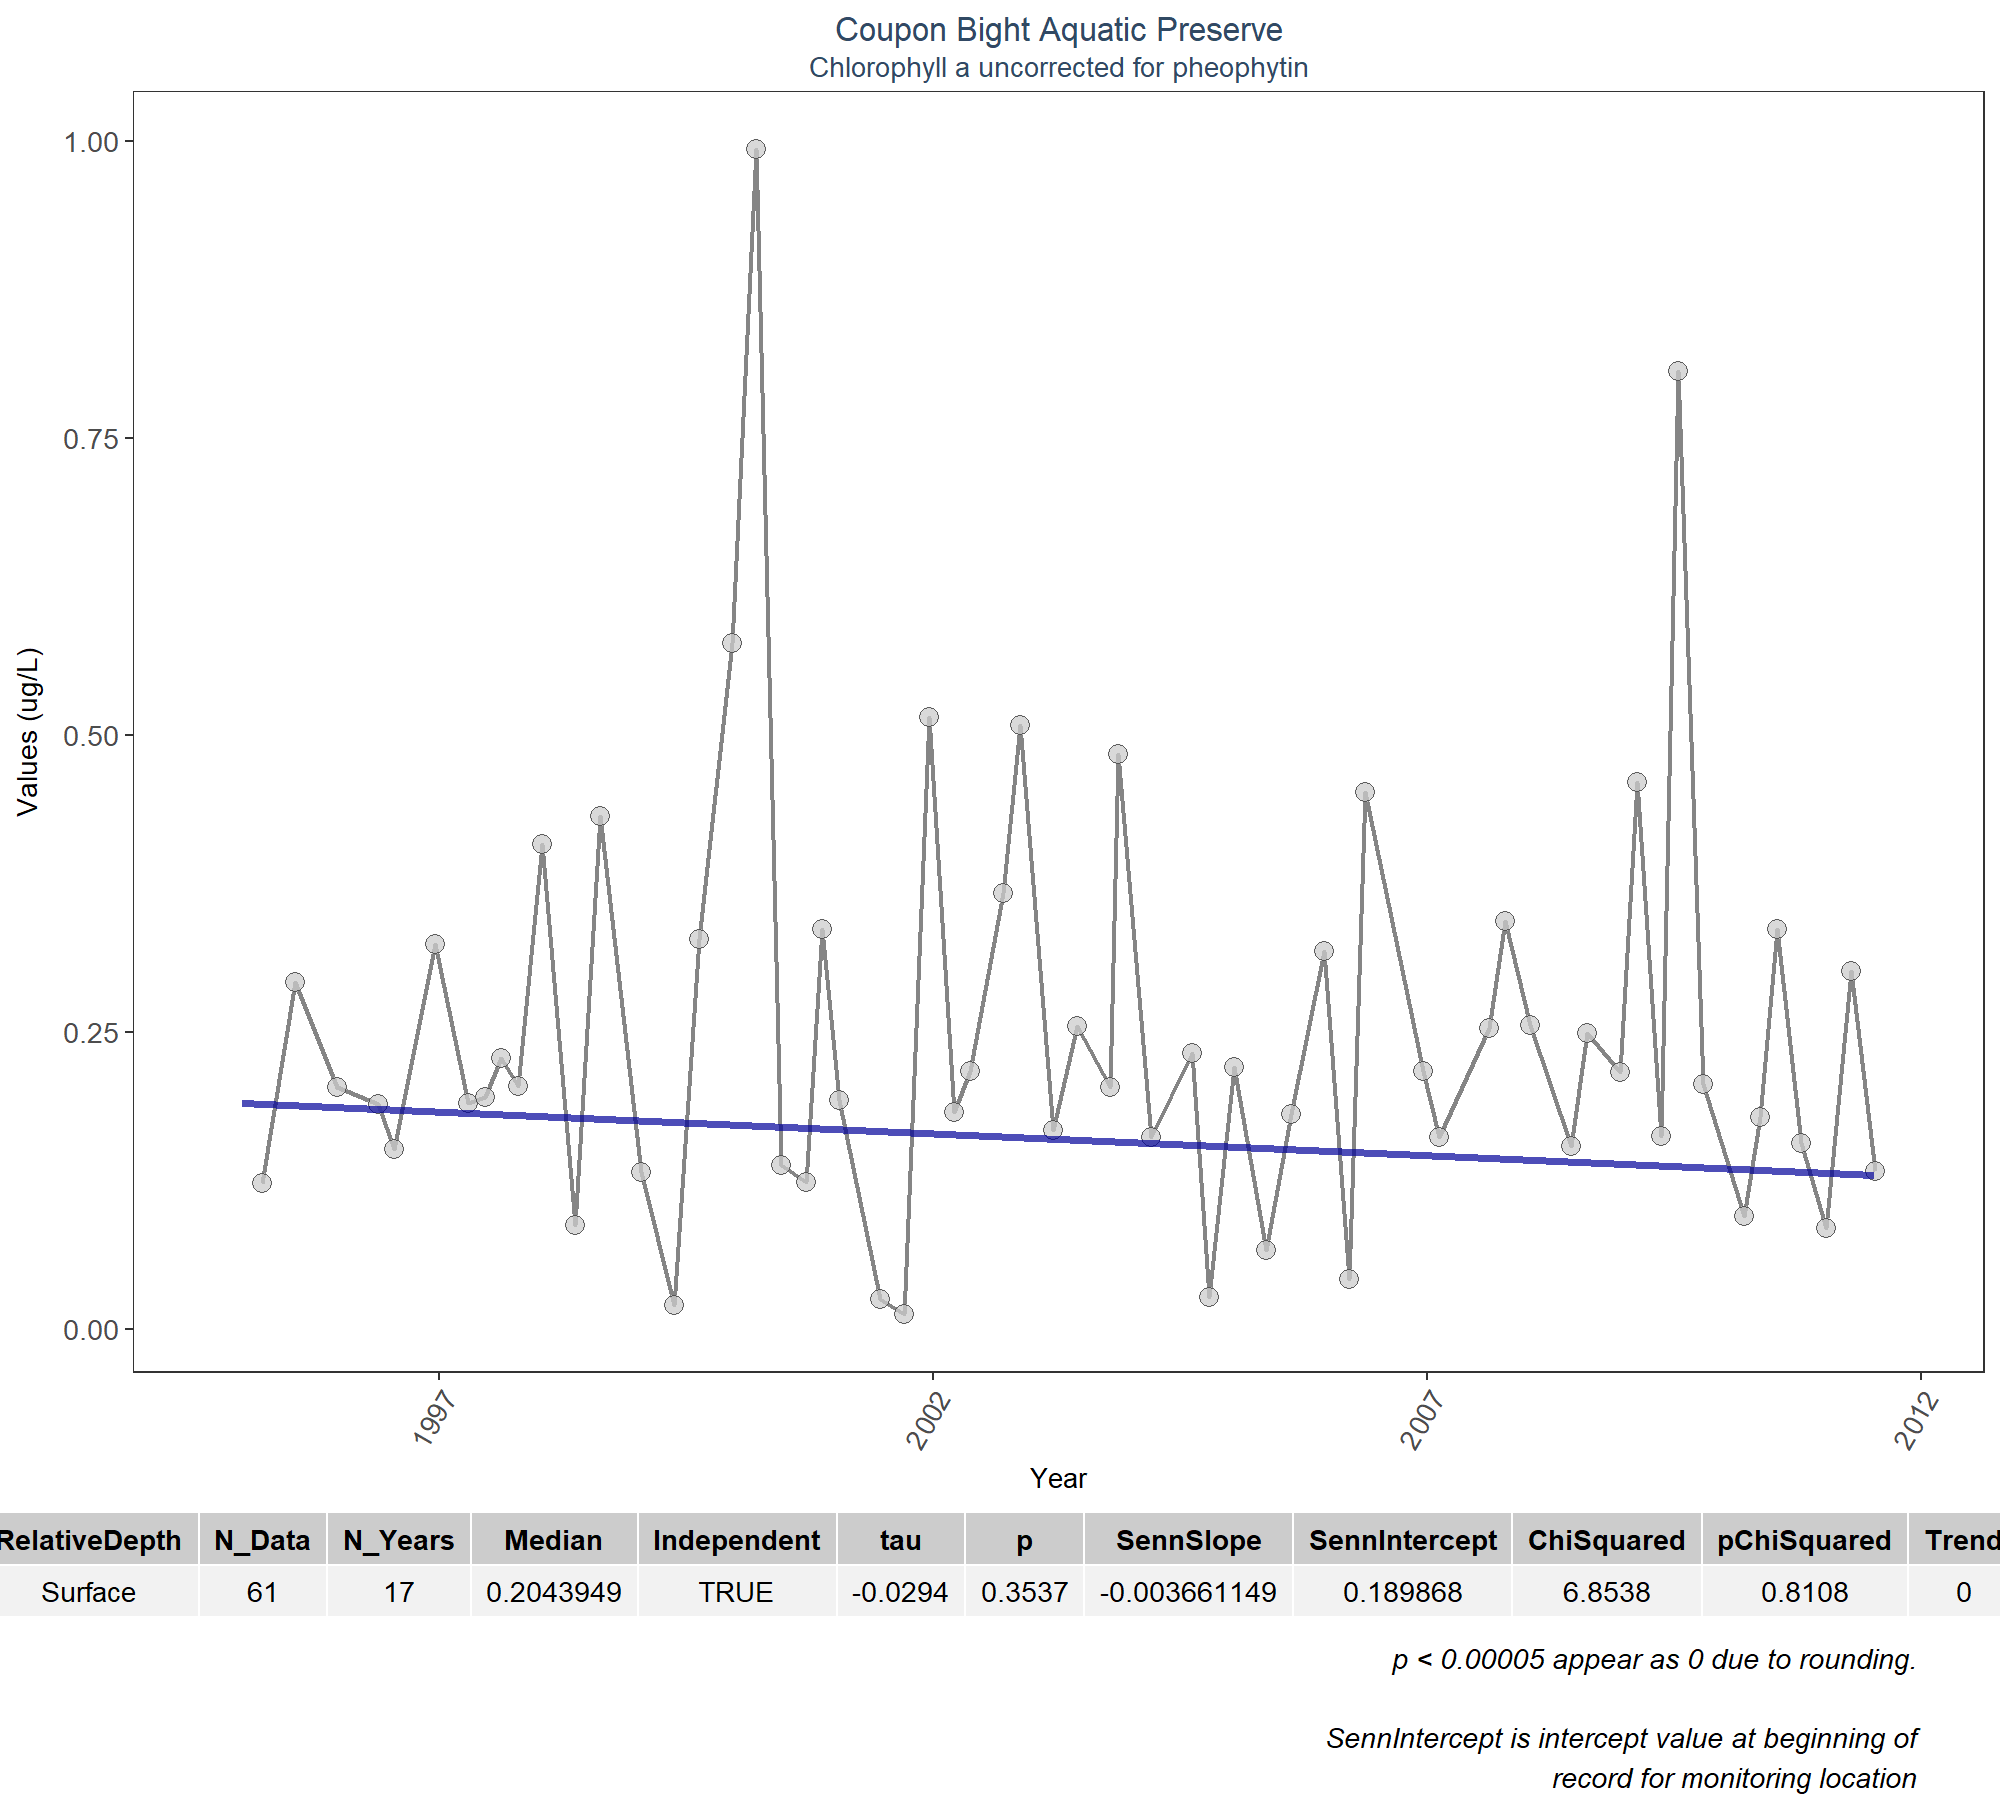 Coupon Bight Aquatic Preserve
Chlorophyll a uncorrected for pheophytin
Values (ug/L)
1.00
0.75
0.50
0.25
0.00
1997 2002 2007 2012
Year
RelativeDepth N_Data N_Years Median Independent tau p SennSlope SennIntercept ChiSquared pChiSquared Trend
Surface 61 17 0.2043949 TRUE -0.0294 0.3537 -0.003661149 0.189868 6.8538 0.8108 0
p < 0.00005 appear as 0 due to rounding.
SennIntercept is intercept value at beginning of
record for monitoring location